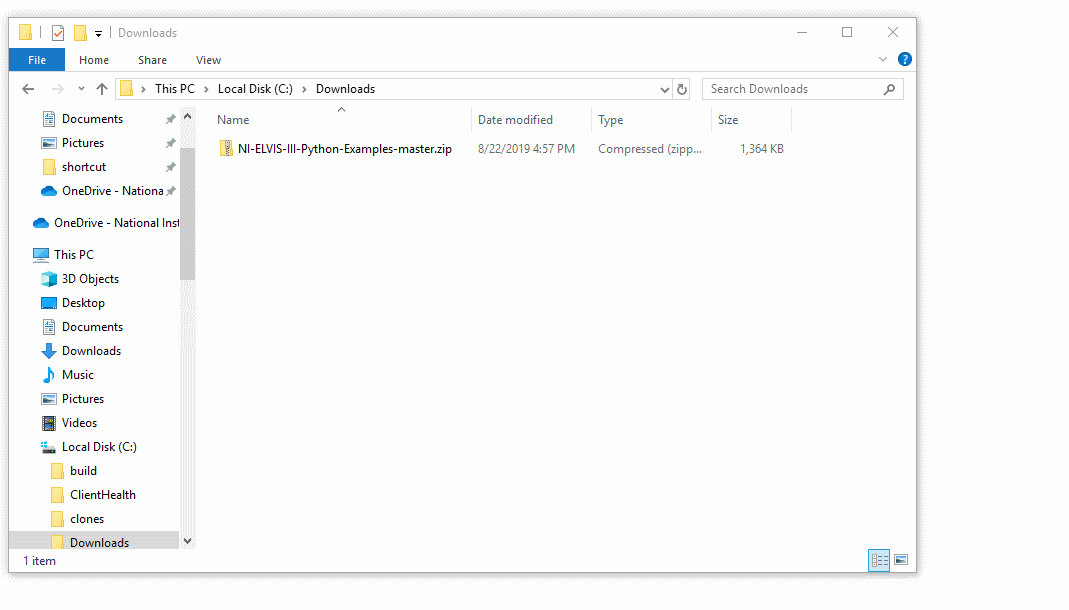 Downloads
File Home Share View
This PC Local Disk (C:) Downloads Search Downloads
Documents
Pictures
shortcut
OneDrive - Nationa
OneDrive - National Inst
This PC
3D Objects
Desktop
Documents
Downloads
Music
Pictures
Videos
Local Disk (C:)
build
ClientHealth
clones
Downloads
Name Date modified Type Size
NI-ELVIS-III-Python-Examples-master.zip 8/22/2019 4:57 PM Compressed (zipp... 1,364 KB
1 item